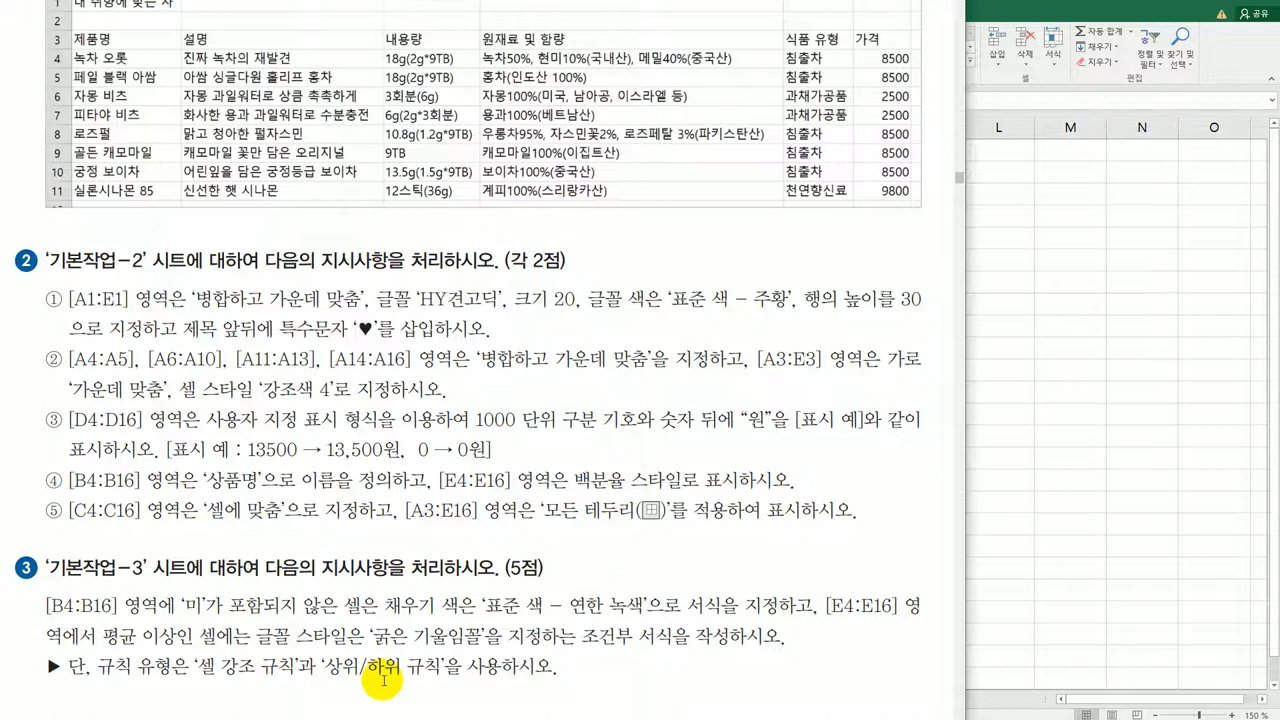 1 내 취향에 맞는 차
2
3 제품명 설명 내용량 원재료 및 함량 식품 유형 가격
4 녹차 오롯 진짜 녹차의 재발견 18g(2g*9TB) 녹차50%, 현미10%(국내산), 메밀40%(중국산) 침출차 8500
5 페일 블랙 아쌈 아쌈 싱글다원 홀리프 홍차 18g(2g*9TB) 홍차(인도산 100%) 침출차 8500
6 자몽 비츠 자몽 과일워터로 상큼 촉촉하게 3회분(6g) 자몽100%(미국, 남아공, 이스라엘 등) 과채가공품 2500
7 피타야 비츠 화사한 용과 과일워터로 수분충전 6g(2g*3회분) 용과100%(베트남산) 과채가공품 2500
8 로즈펄 맑고 청아한 펄자스민 10.8g(1.2g*9TB) 우롱차95%, 자스민꽃2%, 로즈페탈 3%(파키스탄산) 침출차 8500
9 골든 캐모마일 캐모마일 꽃만 담은 오리지널 9TB 캐모마일100%(이집트산) 침출차 8500
10 궁정 보이차 어린잎을 담은 궁정등급 보이차 13.5g(1.5g*9TB) 보이차100%(중국산) 침출차 8500
11 실론시나몬 85 신선한 햇 시나몬 12스틱(36g) 계피100%(스리랑카산) 천연향신료 9800
2 '기본작업-2' 시트에 대하여 다음의 지시사항을 처리하시오. (각 2점)
① [A1:E1] 영역은 '병합하고 가운데 맞춤', 글꼴 'HY견고딕', 크기 20, 글꼴 색은 '표준 색 - 주황', 행의 높이를 30
으로 지정하고 제목 앞뒤에 특수문자 '♥'를 삽입하시오.
② [A4:A5], [A6:A10], [A11:A13], [A14:A16] 영역은 '병합하고 가운데 맞춤'을 지정하고, [A3:E3] 영역은 가로
'가운데 맞춤', 셀 스타일 '강조색 4'로 지정하시오.
③ [D4:D16] 영역은 사용자 지정 표시 형식을 이용하여 1000 단위 구분 기호와 숫자 뒤에 "원"을 [표시 예]와 같이
표시하시오. [표시 예 : 13500 → 13,500원, 0 → 0원]
④ [B4:B16] 영역은 '상품명'으로 이름을 정의하고, [E4:E16] 영역은 백분율 스타일로 표시하시오.
⑤ [C4:C16] 영역은 '셀에 맞춤'으로 지정하고, [A3:E16] 영역은 '모든 테두리(田)'를 적용하여 표시하시오.
3 '기본작업-3' 시트에 대하여 다음의 지시사항을 처리하시오. (5점)
[B4:B16] 영역에 '미'가 포함되지 않은 셀은 채우기 색은 '표준 색 - 연한 녹색'으로 서식을 지정하고, [E4:E16] 영
역에서 평균 이상인 셀에는 글꼴 스타일은 '굵은 기울임꼴'을 지정하는 조건부 서식을 작성하시오.
▶ 단, 규칙 유형은 '셀 강조 규칙'과 '상위/하위 규칙'을 사용하시오.
공유
삽입 삭제 서식
셀
자동 합계
채우기
지우기
정렬 및 필터 찾기 및 선택
편집
L M N O
150 %